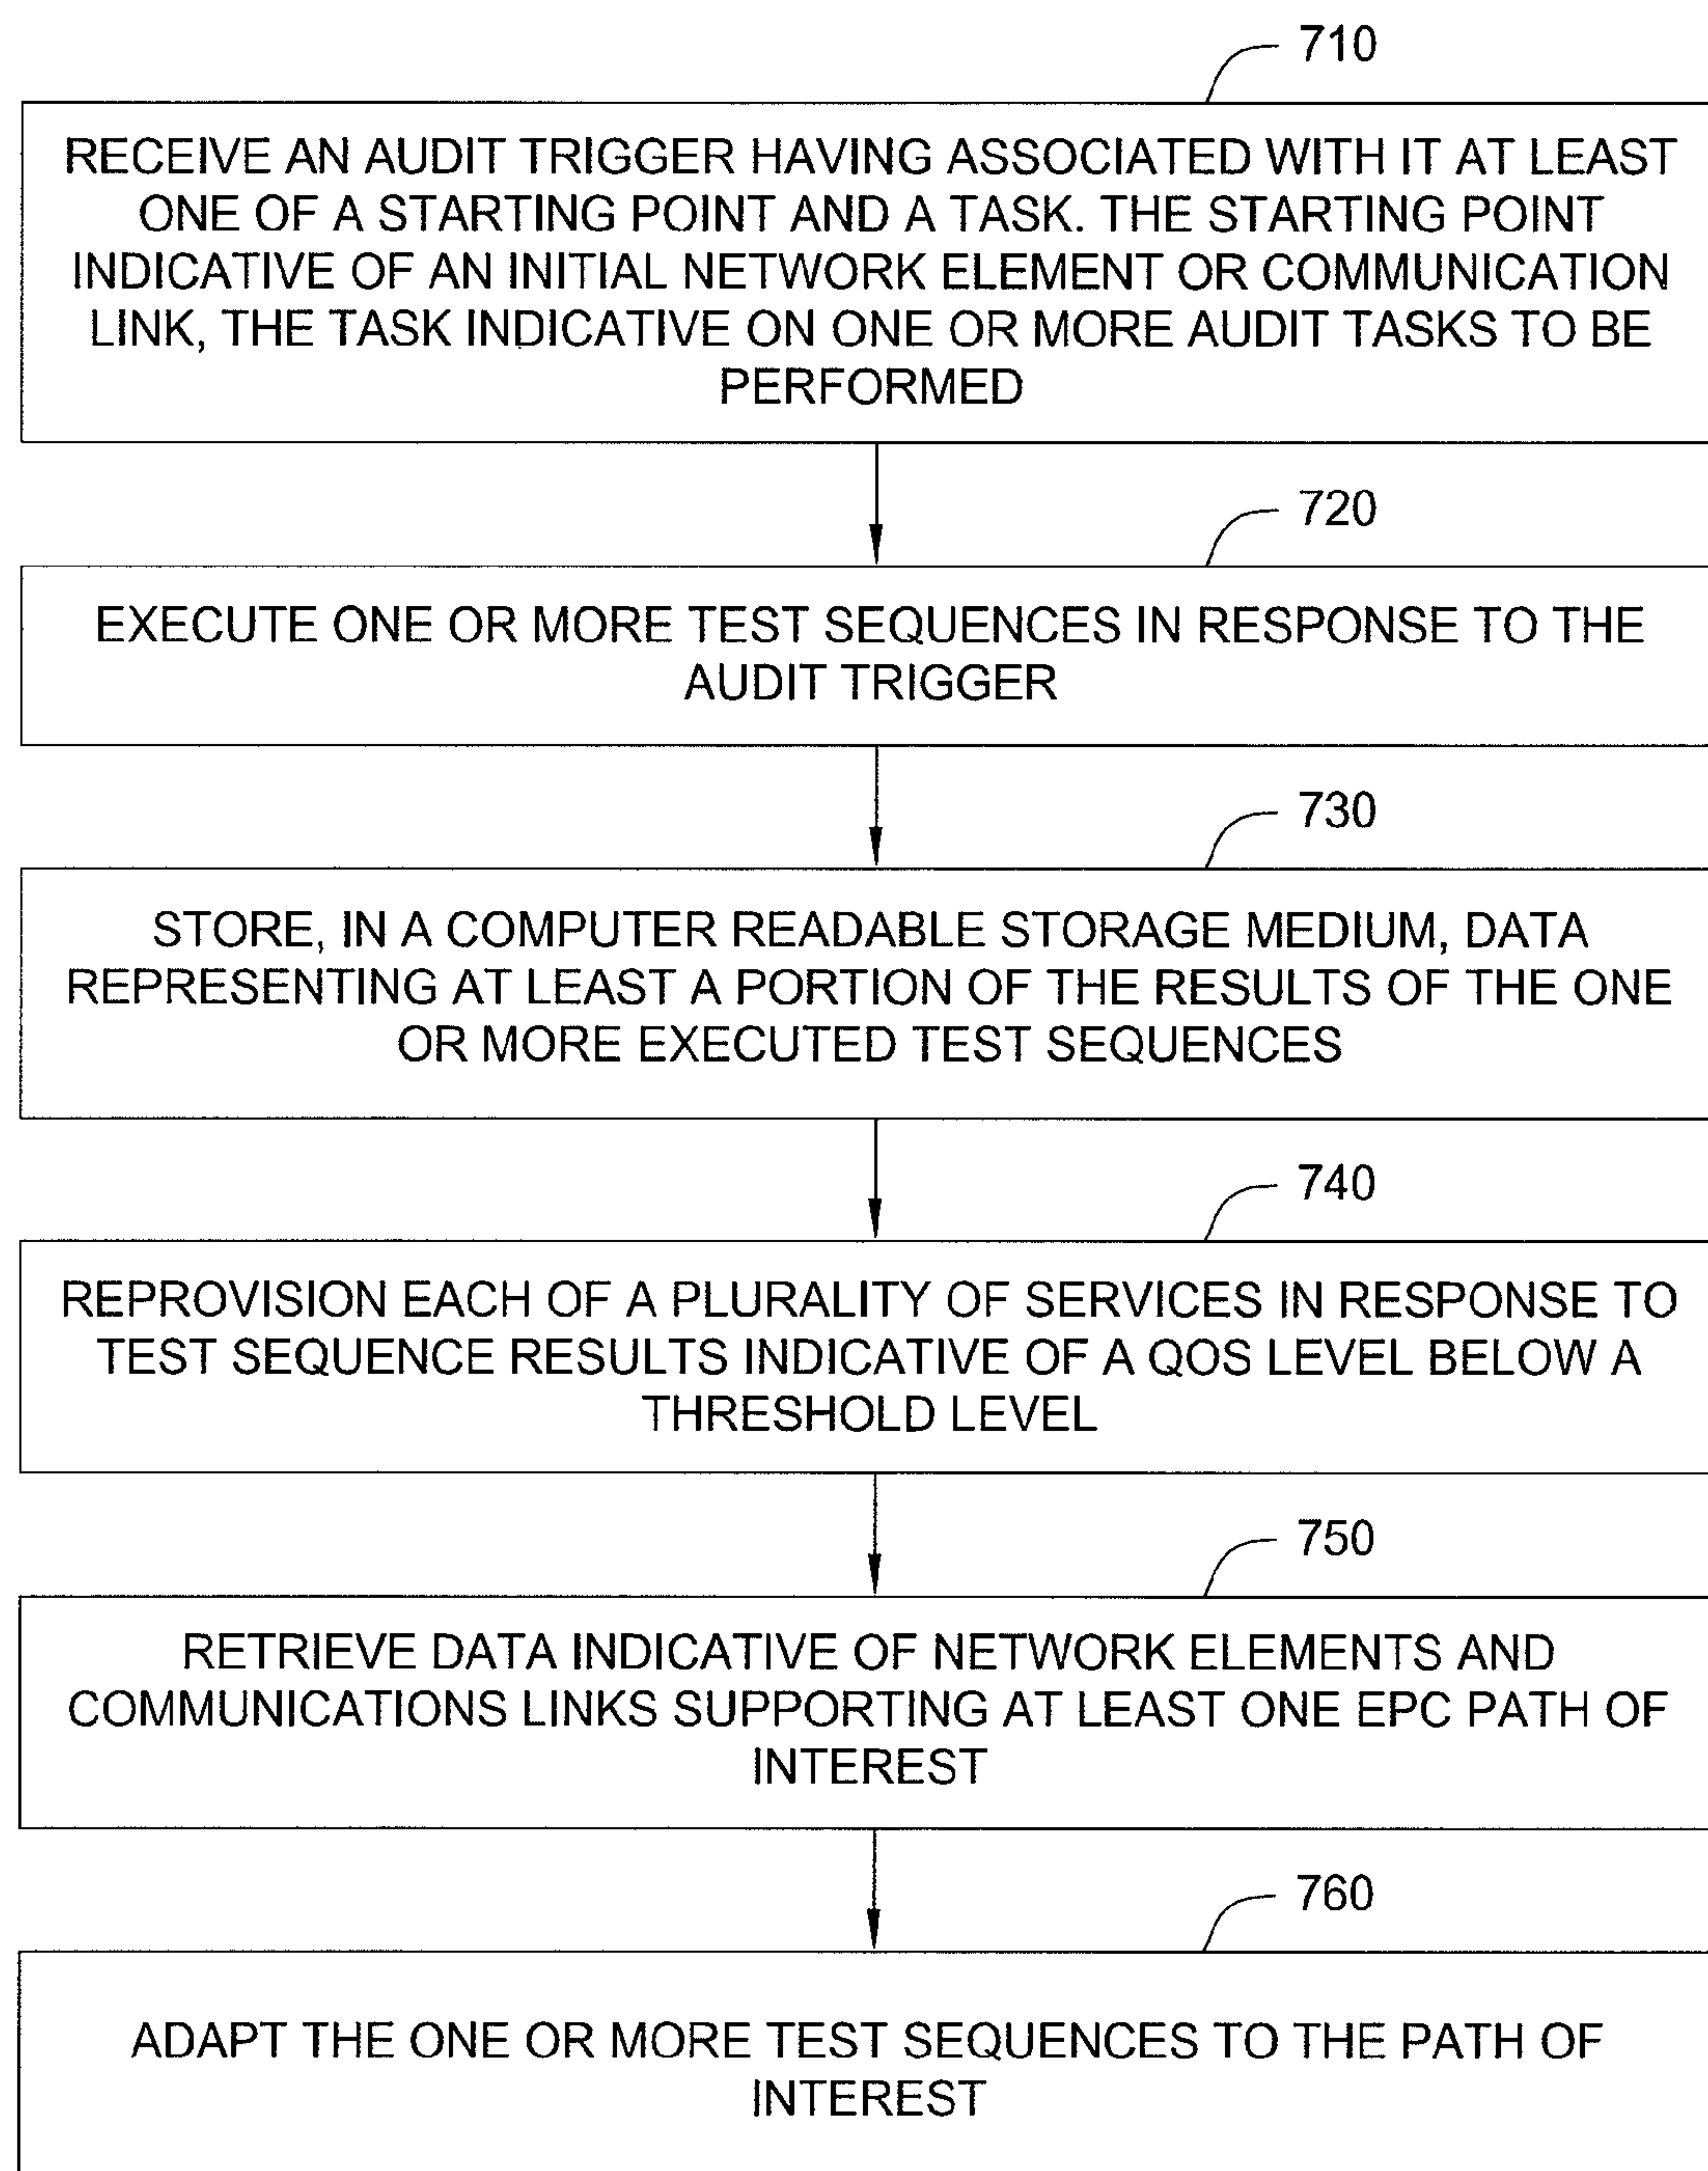 710
RECEIVE AN AUDIT TRIGGER HAVING ASSOCIATED WITH IT AT LEAST
ONE OF A STARTING POINT AND A TASK. THE STARTING POINT
INDICATIVE OF AN INITIAL NETWORK ELEMENT OR COMMUNICATION
LINK, THE TASK INDICATIVE ON ONE OR MORE AUDIT TASKS TO BE
PERFORMED
720
EXECUTE ONE OR MORE TEST SEQUENCES IN RESPONSE TO THE
AUDIT TRIGGER
730
STORE, IN A COMPUTER READABLE STORAGE MEDIUM, DATA
REPRESENTING AT LEAST A PORTION OF THE RESULTS OF THE ONE
OR MORE EXECUTED TEST SEQUENCES
740
REPROVISION EACH OF A PLURALITY OF SERVICES IN RESPONSE TO
TEST SEQUENCE RESULTS INDICATIVE OF A QOS LEVEL BELOW A
THRESHOLD LEVEL
750
RETRIEVE DATA INDICATIVE OF NETWORK ELEMENTS AND
COMMUNICATIONS LINKS SUPPORTING AT LEAST ONE EPC PATH OF
INTEREST
760
ADAPT THE ONE OR MORE TEST SEQUENCES TO THE PATH OF
INTEREST